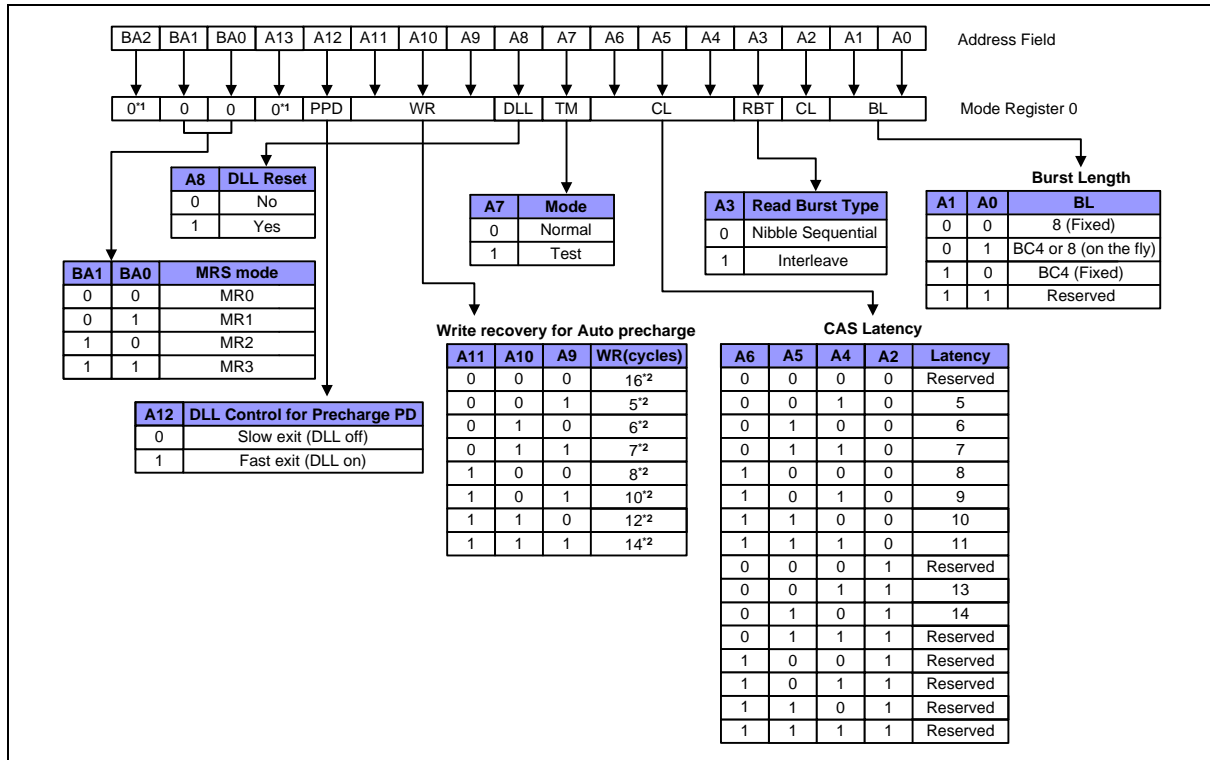 BA2 BA1 BA0 A13 A12 A11 A10 A9 A8 A7 A6 A5 A4 A3 A2 A1 A0 Address Field
0*1 0 0 0*1 PPD WR DLL TM CL RBT CL BL Mode Register 0
A8 DLL Reset
0 No
1 Yes
A7 Mode
0 Normal
1 Test
A3 Read Burst Type
0 Nibble Sequential
1 Interleave
Burst Length
A1 A0 BL
0 0 8 (Fixed)
0 1 BC4 or 8 (on the fly)
1 0 BC4 (Fixed)
1 1 Reserved
BA1 BA0 MRS mode
0 0 MR0
0 1 MR1
1 0 MR2
1 1 MR3
A12 DLL Control for Precharge PD
0 Slow exit (DLL off)
1 Fast exit (DLL on)
Write recovery for Auto precharge
A11 A10 A9 WR(cycles)
0 0 0 16*2
0 0 1 5*2
0 1 0 6*2
0 1 1 7*2
1 0 0 8*2
1 0 1 10*2
1 1 0 12*2
1 1 1 14*2
CAS Latency
A6 A5 A4 A2 Latency
0 0 0 0 Reserved
0 0 1 0 5
0 1 0 0 6
0 1 1 0 7
1 0 0 0 8
1 0 1 0 9
1 1 0 0 10
1 1 1 0 11
0 0 0 1 Reserved
0 0 1 1 13
0 1 0 1 14
0 1 1 1 Reserved
1 0 0 1 Reserved
1 0 1 1 Reserved
1 1 0 1 Reserved
1 1 1 1 Reserved